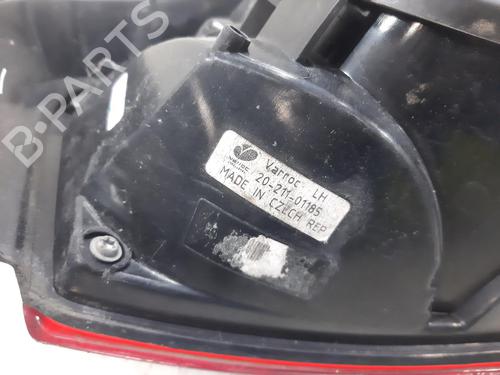 B-PARTS
Varroc LH
20-211-01185
MADE IN CZECH REP